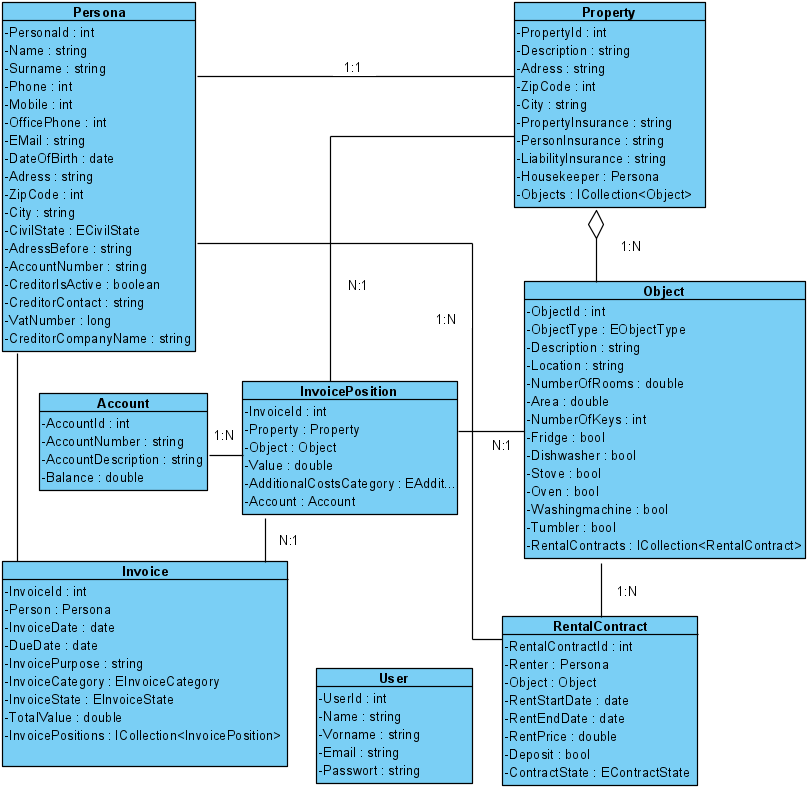 Persona
-PersonaId : int
-Name : string
-Surname : string
-Phone : int
-Mobile : int
-OfficePhone : int
-EMail : string
-DateOfBirth : date
-Adress : string
-ZipCode : int
-City : string
-CivilState : ECivilState
-AdressBefore : string
-AccountNumber : string
-CreditorIsActive : boolean
-CreditorContact : string
-VatNumber : long
-CreditorCompanyName : string
1:1
Property
-PropertyId : int
-Description : string
-Adress : string
-ZipCode : int
-City : string
-PropertyInsurance : string
-PersonInsurance : string
-LiabilityInsurance : string
-Housekeeper : Persona
-Objects : ICollection<Object>
1:N
N:1
1:N
Object
-ObjectId : int
-ObjectType : EObjectType
-Description : string
-Location : string
-NumberOfRooms : double
-Area : double
-NumberOfKeys : int
-Fridge : bool
-Dishwasher : bool
-Stove : bool
-Oven : bool
-Washingmachine : bool
-Tumbler : bool
-RentalContracts : ICollection<RentalContract>
Account
-AccountId : int
-AccountNumber : string
-AccountDescription : string
-Balance : double
1:N
InvoicePosition
-InvoiceId : int
-Property : Property
-Object : Object
-Value : double
-AdditionalCostsCategory : EAddit...
-Account : Account
N:1
N:1
1:N
Invoice
-InvoiceId : int
-Person : Persona
-InvoiceDate : date
-DueDate : date
-InvoicePurpose : string
-InvoiceCategory : EInvoiceCategory
-InvoiceState : EInvoiceState
-TotalValue : double
-InvoicePositions : ICollection<InvoicePosition>
User
-UserId : int
-Name : string
-Vorname : string
-Email : string
-Passwort : string
RentalContract
-RentalContractId : int
-Renter : Persona
-Object : Object
-RentStartDate : date
-RentEndDate : date
-RentPrice : double
-Deposit : bool
-ContractState : EContractState